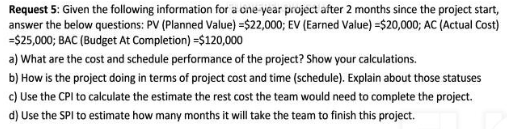 Request 5: Given the following information for a one-year project after 2 months since the project start,
answer the below questions: PV (Planned Value) =$22,000; EV (Earned Value) =$20,000; AC (Actual Cost)
=$25,000; BAC (Budget At Completion) =$120,000
a) What are the cost and schedule performance of the project? Show your calculations.
b) How is the project doing in terms of project cost and time (schedule). Explain about those statuses
c) Use the CPI to calculate the estimate the rest cost the team would need to complete the project.
d) Use the SPI to estimate how many months it will take the team to finish this project.